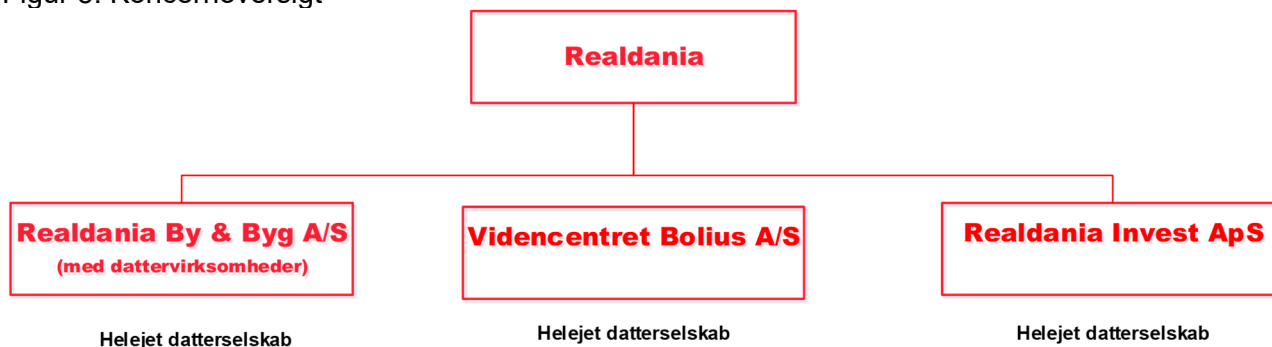 Realdania
Realdania By & Byg A/S
(med dattervirksomheder)
Videncentret Bolius A/S
Realdania Invest ApS
Helejet datterselskab
Helejet datterselskab
Helejet datterselskab